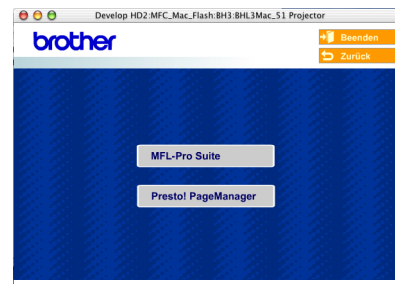 Develop HD2:MFC_Mac_Flash:BH3:BHL3Mac_S1 Projector
brother
Beenden
Zurück
MFL-Pro Suite
Presto! PageManager